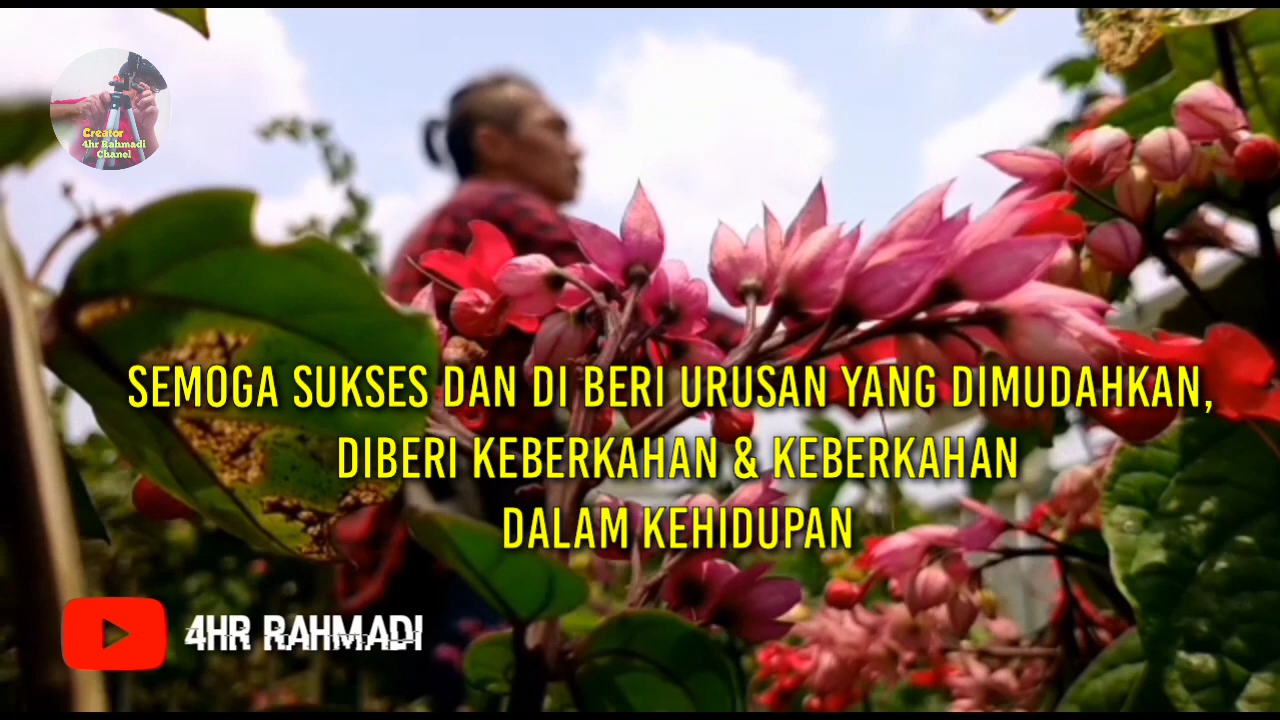 Creator
4hr Rahmadi
Chanel
SEMOGA SUKSES DAN DI BERI URUSAN YANG DIMUDAHKAN,
DIBERI KEBERKAHAN & KEBERKAHAN
DALAM KEHIDUPAN
4HR RAHMADI